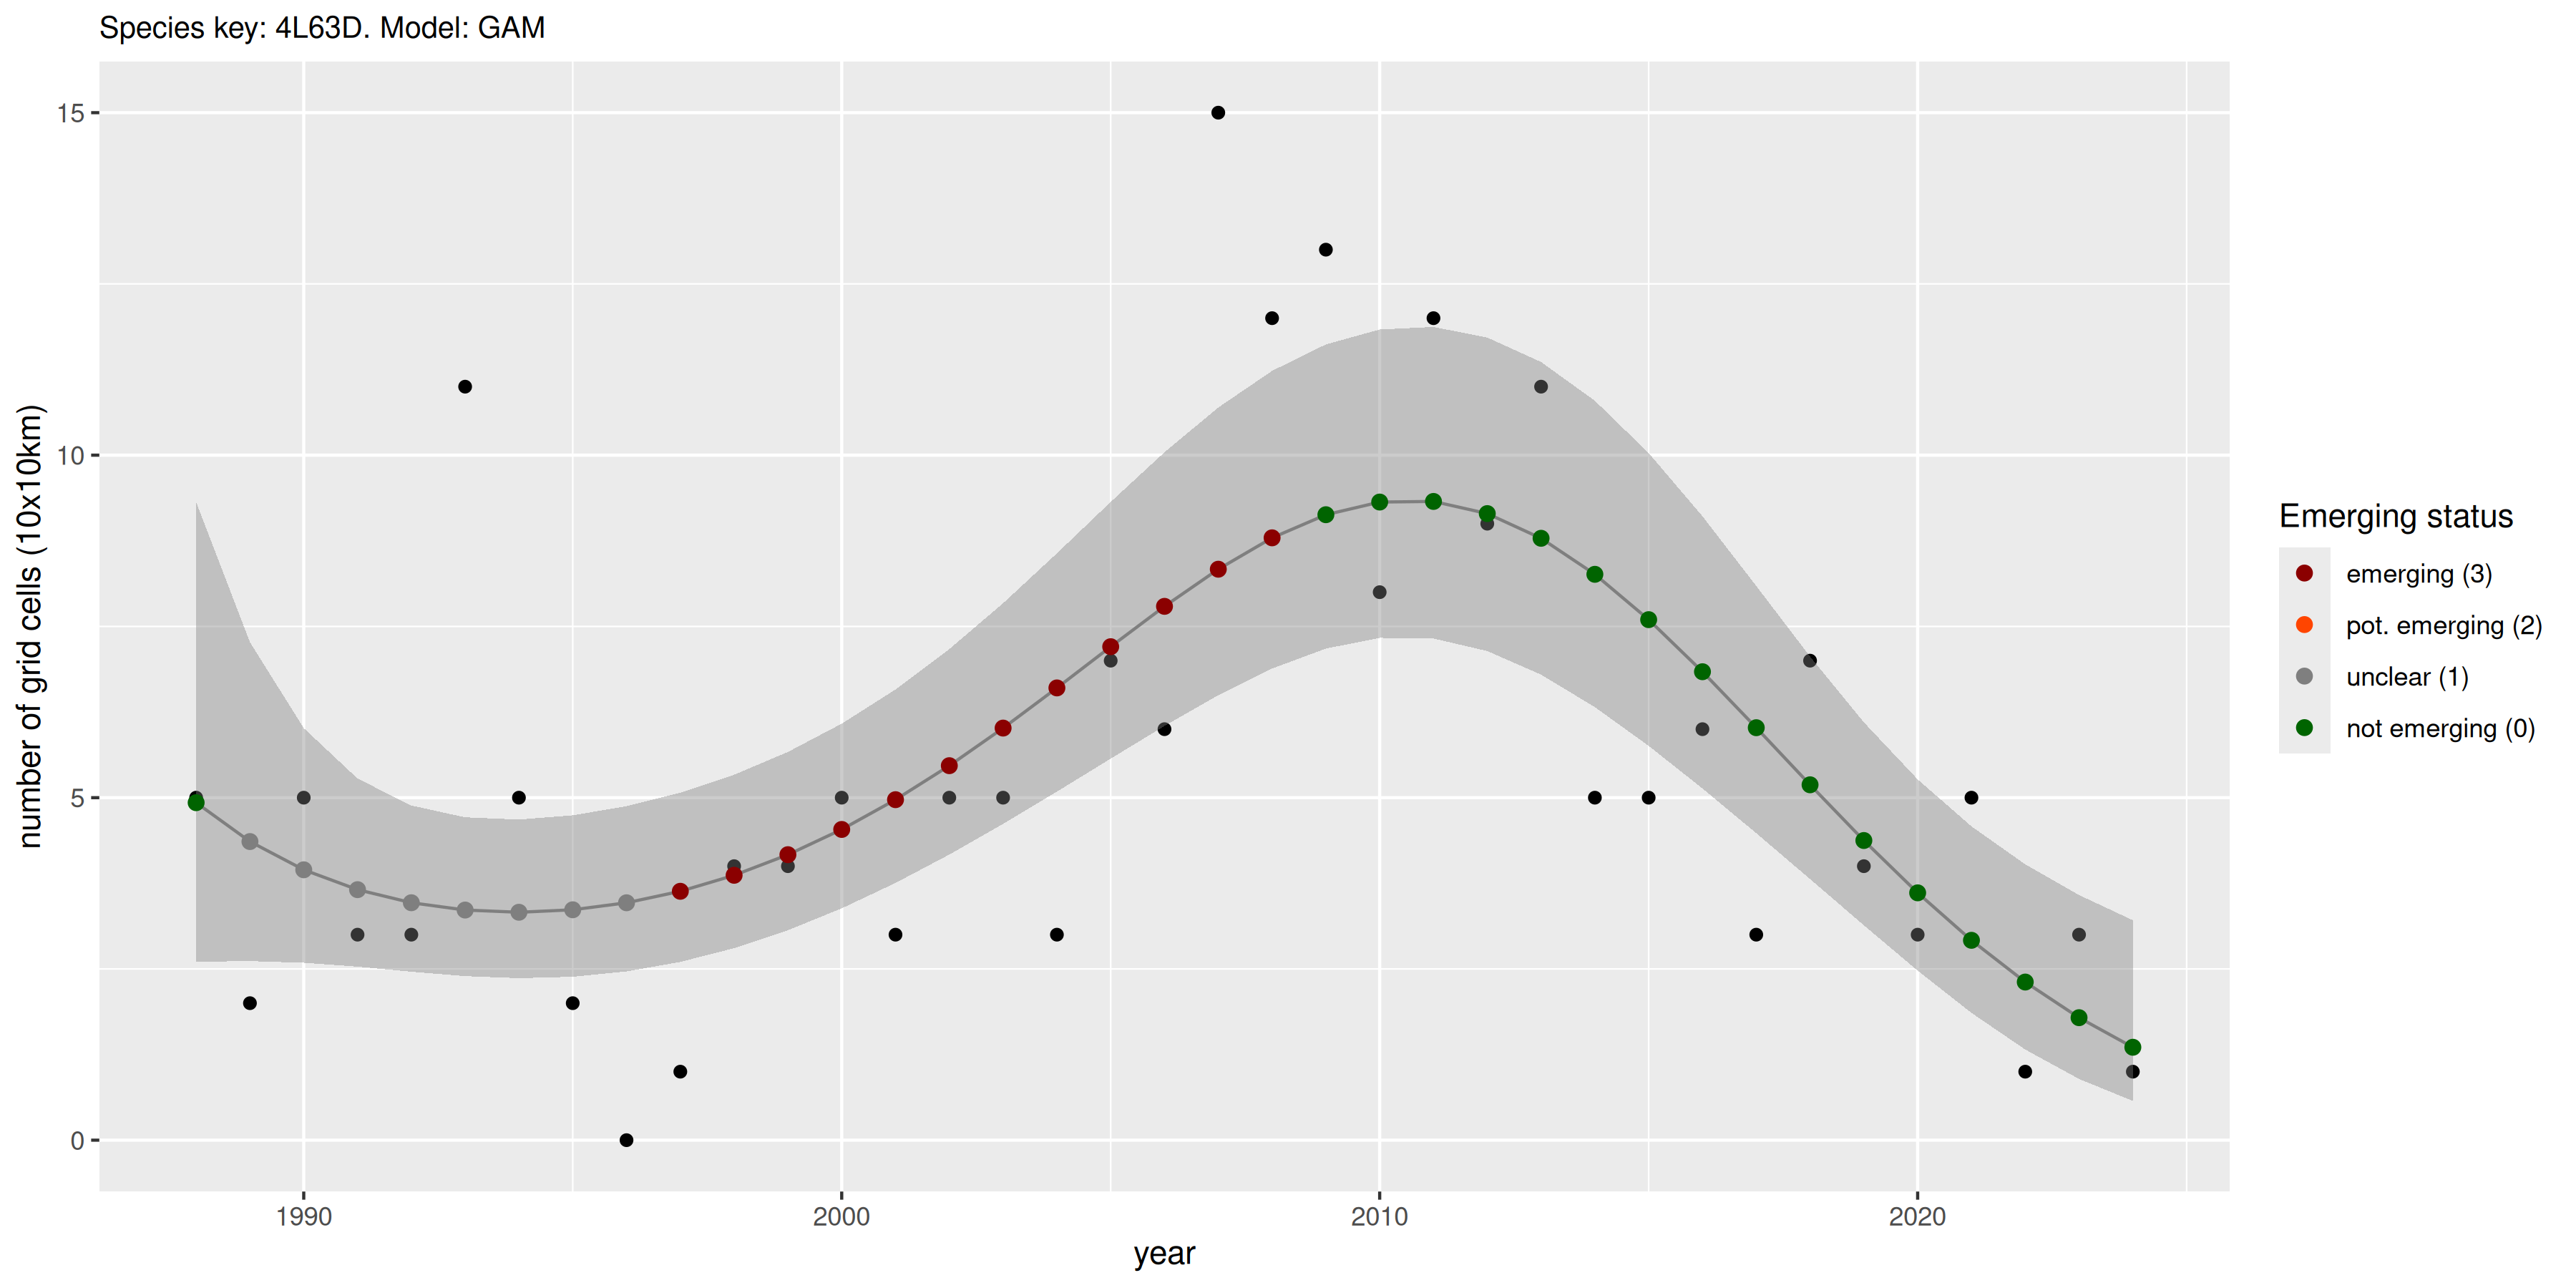 Species key: 4L63D. Model: GAM
15
10
5
0
number of grid cells (10x10km)
1990
2000
2010
2020
year
Emerging status
emerging (3)
pot. emerging (2)
unclear (1)
not emerging (0)